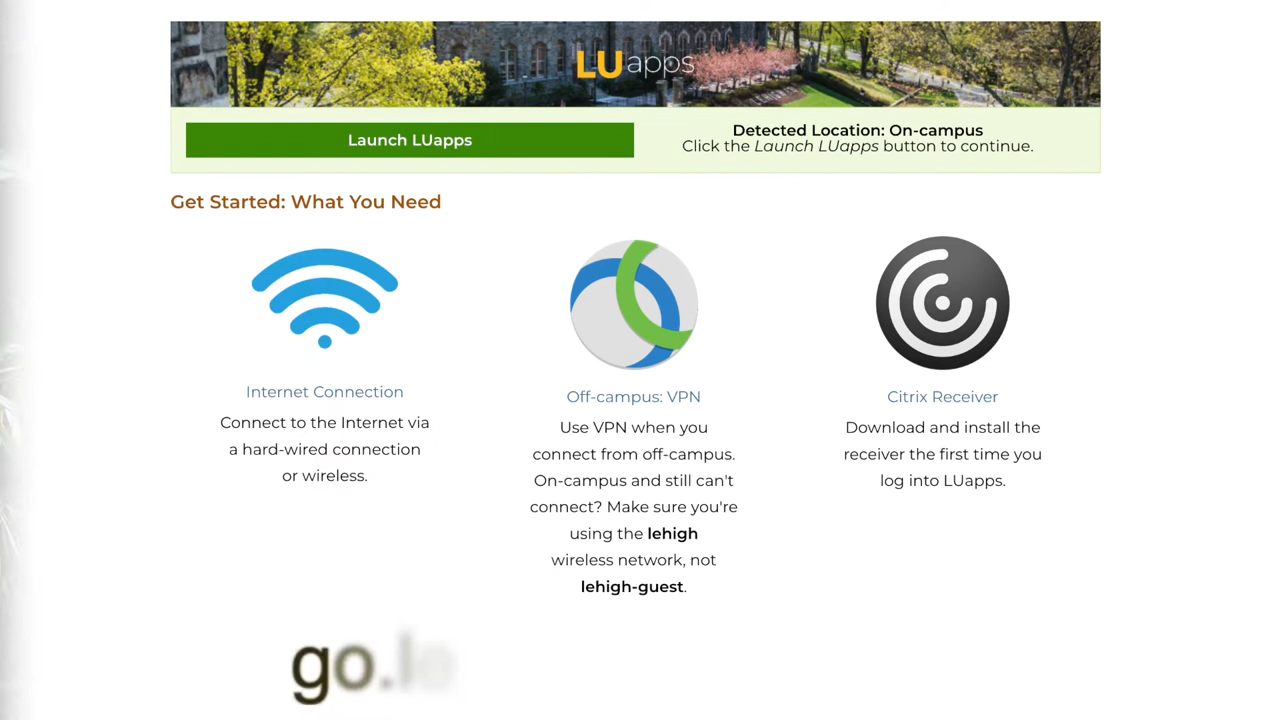 LUapps
Launch LUapps
Detected Location: On-campus
Click the Launch LUapps button to continue.
Get Started: What You Need
Internet Connection
Connect to the Internet via
a hard-wired connection
or wireless.
Off-campus: VPN
Use VPN when you
connect from off-campus.
On-campus and still can't
connect? Make sure you're
using the lehigh
wireless network, not
lehigh-guest.
Citrix Receiver
Download and install the
receiver the first time you
log into LUapps.
go.le